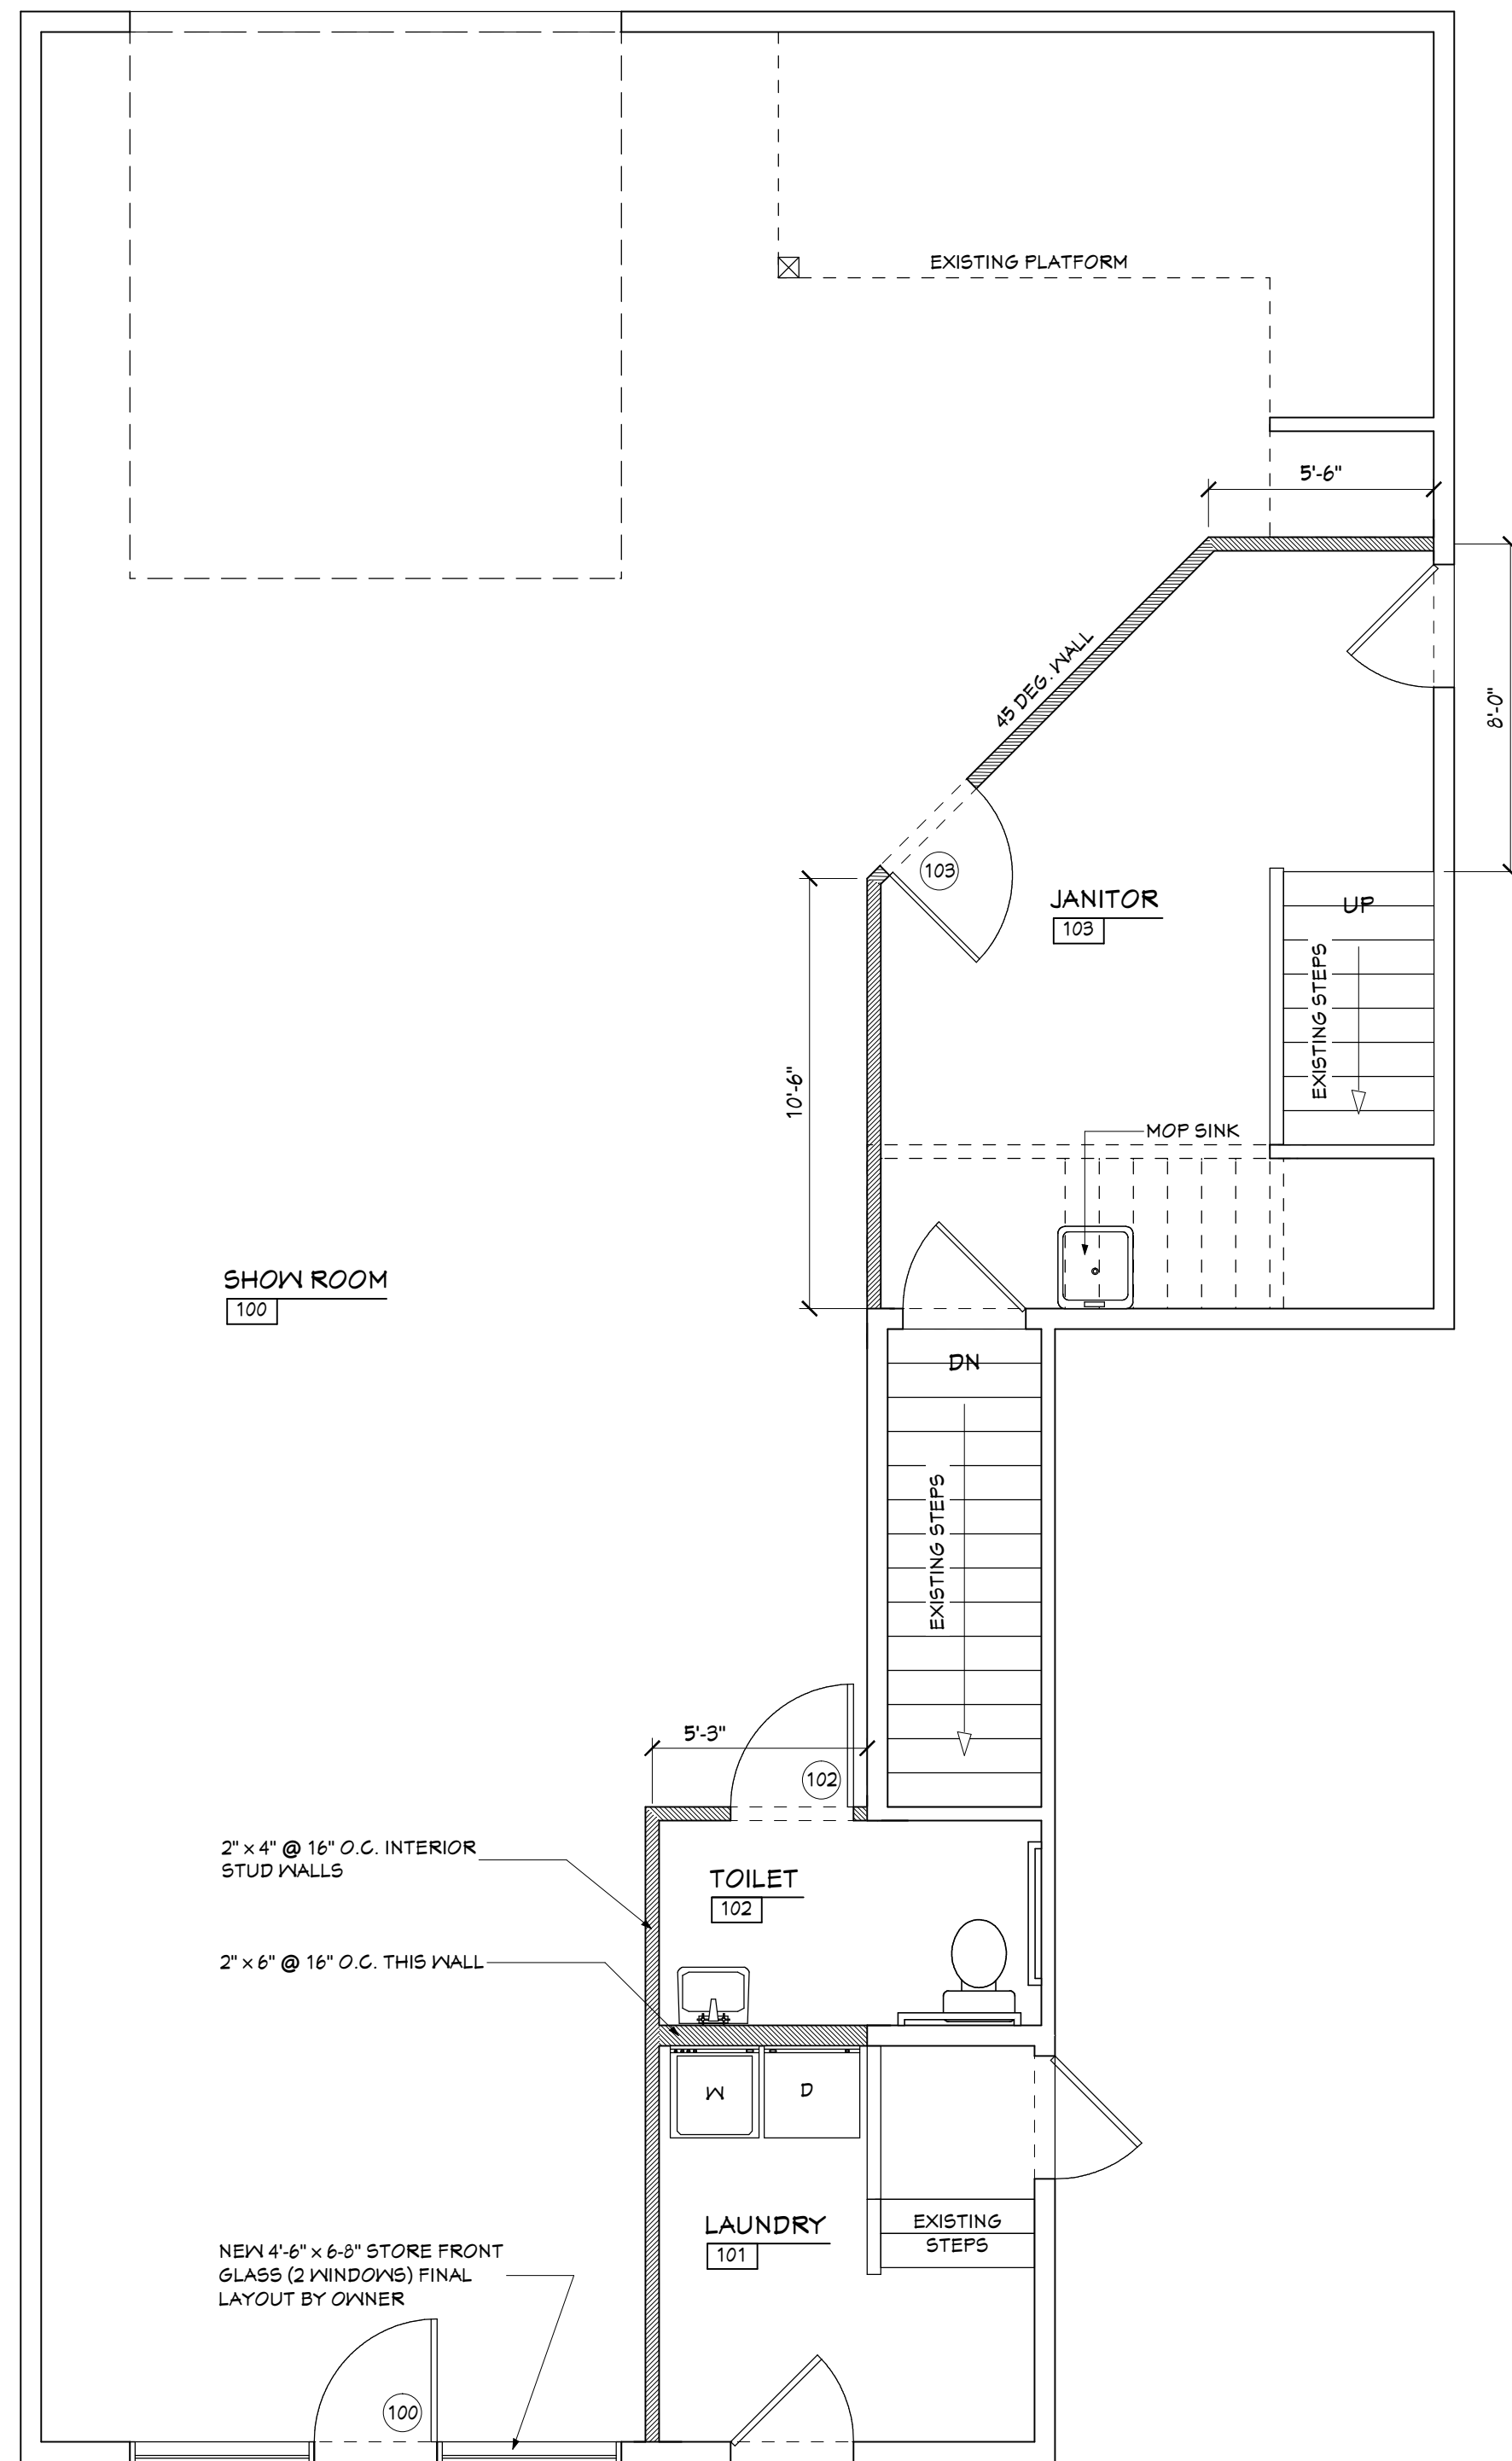 EXISTING PLATFORM
5'-6"
45 DEG. WALL
8'-0"
103
JANITOR
103
UP
EXISTING STEPS
10'-6"
MOP SINK
SHOW ROOM
100
DN
EXISTING STEPS
5'-3"
102
2" x 4" @ 16" O.C. INTERIOR
STUD WALLS
TOILET
102
2" x 6" @ 16" O.C. THIS WALL
W
D
LAUNDRY
101
EXISTING
STEPS
NEW 4'-6" x 6-8" STORE FRONT
GLASS (2 WINDOWS) FINAL
LAYOUT BY OWNER
100